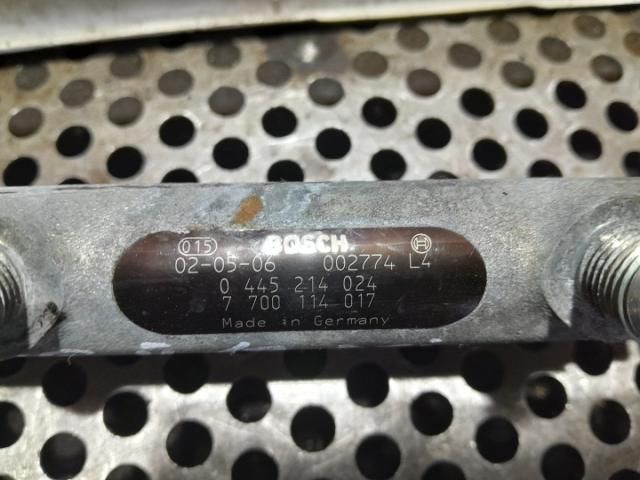 015 BOSCH
02-05-06 002774 L4
0 445 214 024
7 700 114 017
Made in Germany